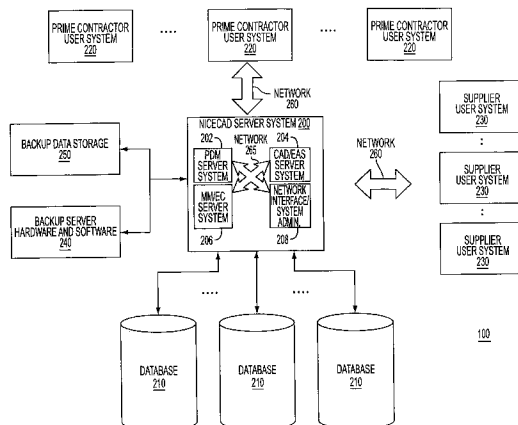 PRIME CONTRACTOR
USER SYSTEM
220
....
PRIME CONTRACTOR
USER SYSTEM
220
....
PRIME CONTRACTOR
USER SYSTEM
220
NETWORK
260
NICECAD SERVER SYSTEM 200
202
NETWORK
265
204
PDM
SERVER
SYSTEM
CAD/EAS
SERVER
SYSTEM
MMEC
SERVER
SYSTEM
NETWORK
INTERFACE/
SYSTEM
ADMIN
206
208
BACKUP DATA STORAGE
250
BACKUP SERVER
HARDWARE AND SOFTWARE
240
NETWORK
260
SUPPLIER
USER SYSTEM
230
:
SUPPLIER
USER SYSTEM
230
:
SUPPLIER
USER SYSTEM
230
....
....
DATABASE
210
DATABASE
210
DATABASE
210
100